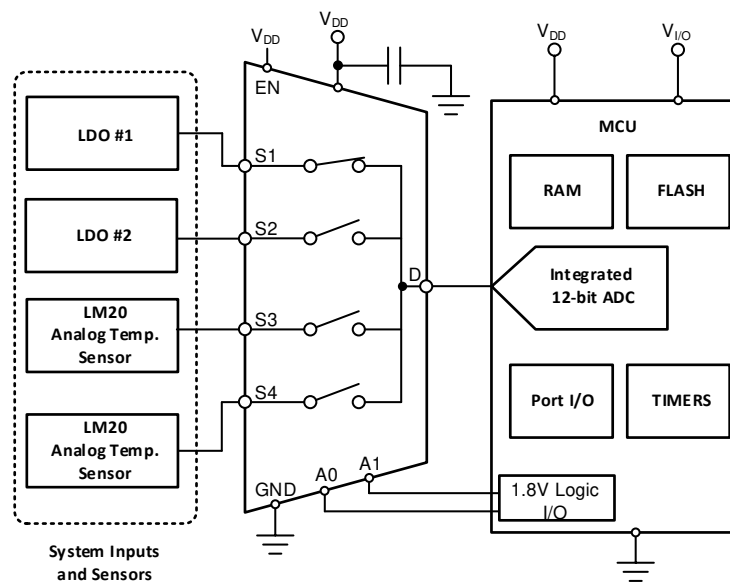 VDD
VDD
EN
LDO #1
LDO #2
LM20
Analog Temp.
Sensor
LM20
Analog Temp.
Sensor
System Inputs
and Sensors
S1
S2
S3
S4
D
GND
A0
A1
VDD
VI/O
MCU
RAM
FLASH
Integrated
12-bit ADC
Port I/O
TIMERS
1.8V Logic
I/O